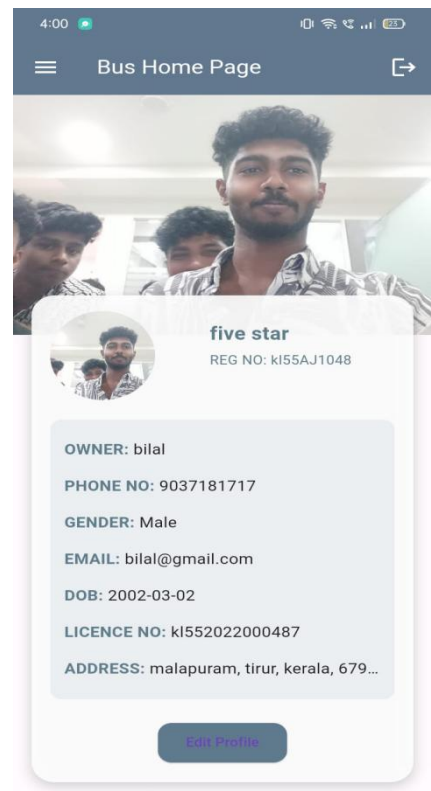 4:00
25
Bus Home Page
five star
REG NO: kl55AJ1048
OWNER: bilal
PHONE NO: 9037181717
GENDER: Male
EMAIL: bilal@gmail.com
DOB: 2002-03-02
LICENCE NO: kl552022000487
ADDRESS: malapuram, tirur, kerala, 679...
Edit Profile